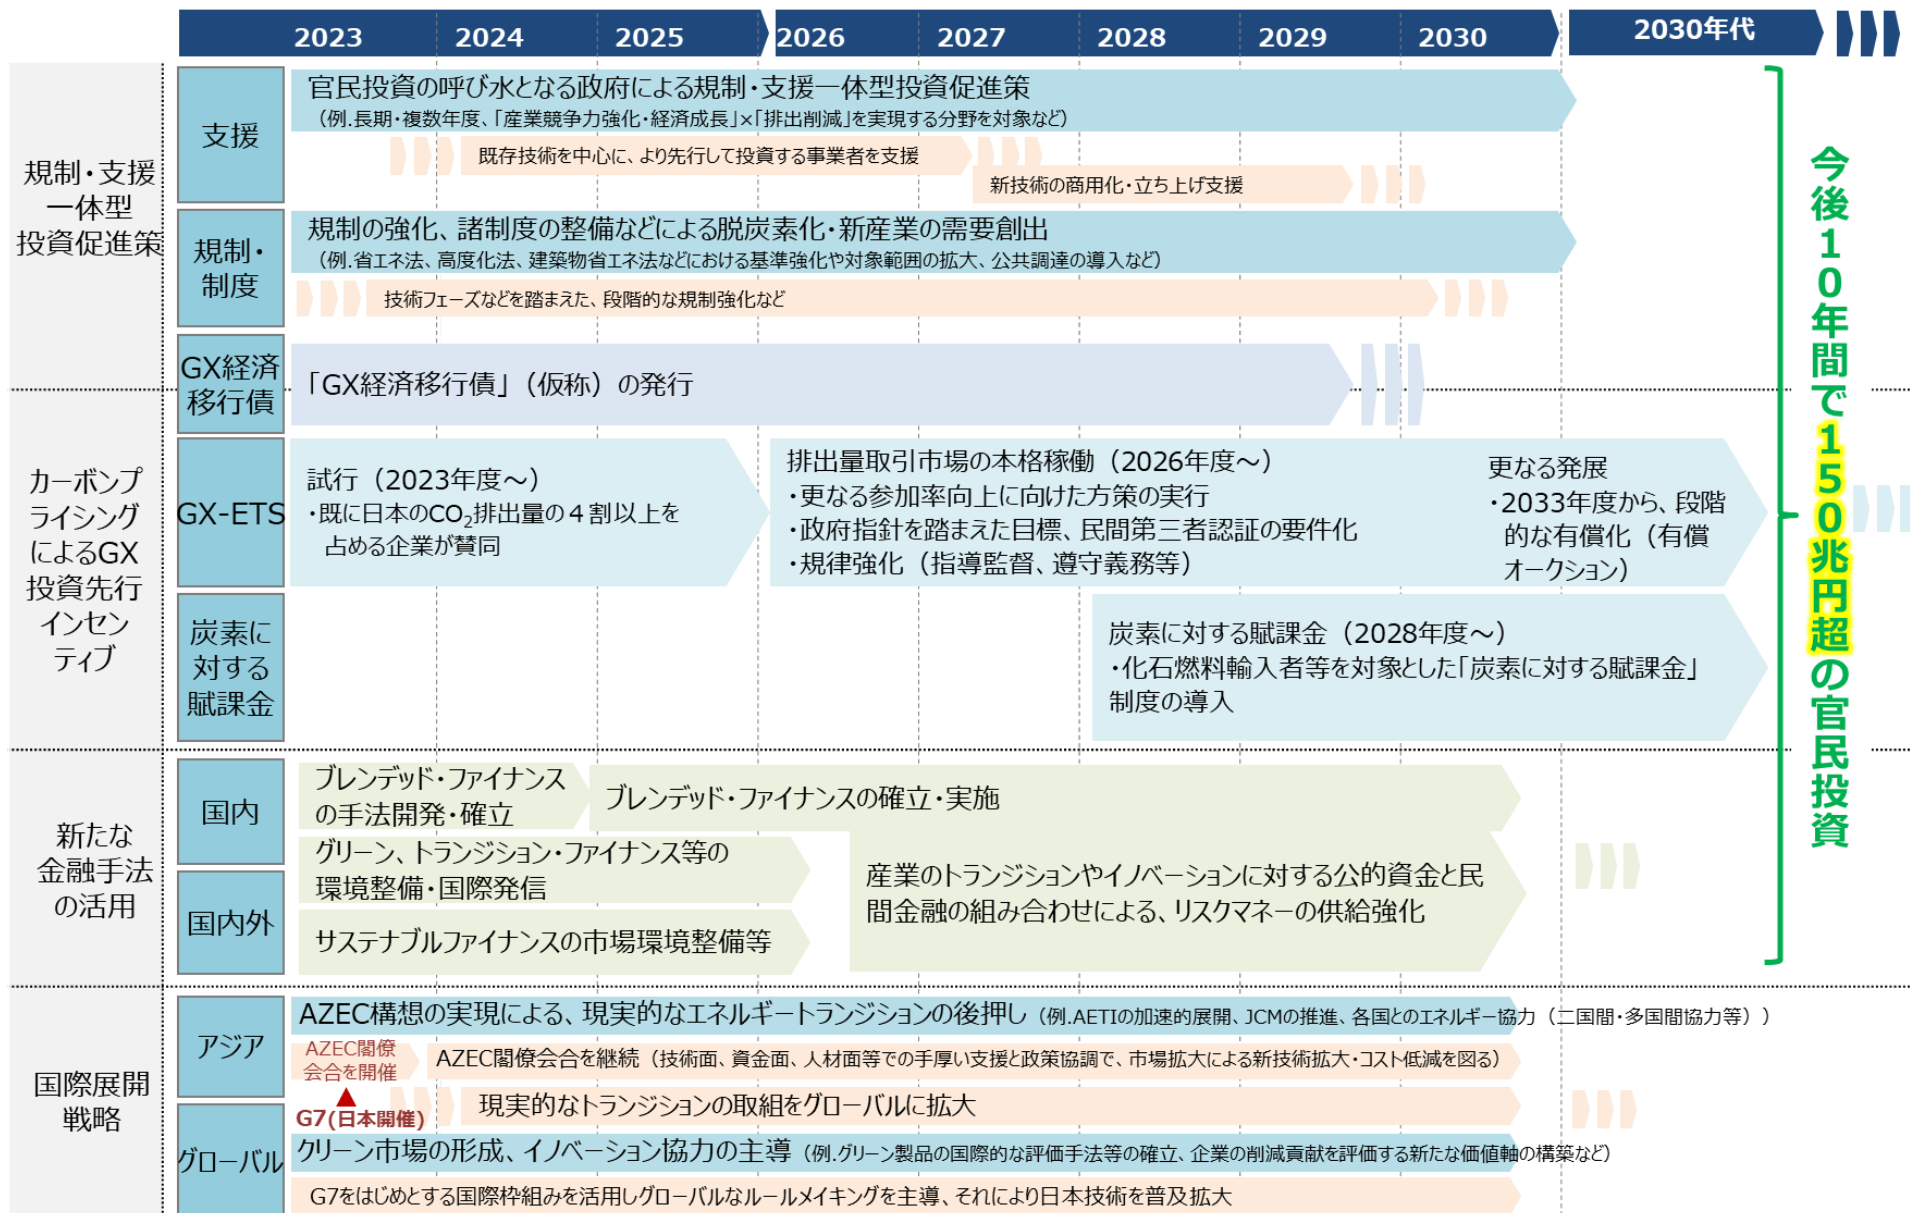 2023
2024
2025
2026
2027
2028
2029
2030
2030年代
規制・支援
一体型
投資促進策
支援
官民投資の呼び水となる政府による規制・支援一体型投資促進策
（例.長期・複数年度、「産業競争力強化・経済成長」×「排出削減」を実現する分野を対象など）
既存技術を中心に、より先行して投資する事業者を支援
新技術の商用化・立ち上げ支援
規制・
制度
規制の強化、諸制度の整備などによる脱炭素化・新産業の需要創出
（例.省エネ法、高度化法、建築物省エネ法などにおける基準強化や対象範囲の拡大、公共調達の導入など）
技術フェーズなどを踏まえた、段階的な規制強化など
GX経済
移行債
「GX経済移行債」（仮称）の発行
カーボンプ
ライシング
によるGX
投資先行
インセン
ティブ
GX-ETS
試行（2023年度～）
・既に日本のCO₂排出量の４割以上を
占める企業が賛同
排出量取引市場の本格稼働（2026年度～）
・更なる参加率向上に向けた方策の実行
・政府指針を踏まえた目標、民間第三者認証の要件化
・規律強化（指導監督、遵守義務等）
更なる発展
・2033年度から、段階
的な有償化（有償
オークション）
炭素に
対する
賦課金
炭素に対する賦課金（2028年度～）
・化石燃料輸入者等を対象とした「炭素に対する賦課金」
制度の導入
今後１０年間で１５０兆円超の官民投資
新たな
金融手法
の活用
国内
ブレンデッド・ファイナンス
の手法開発・確立
ブレンデッド・ファイナンスの確立・実施
国内外
グリーン、トランジション・ファイナンス等の
環境整備・国際発信
サステナブルファイナンスの市場環境整備等
産業のトランジションやイノベーションに対する公的資金と民
間金融の組み合わせによる、リスクマネーの供給強化
国際展開
戦略
アジア
AZEC構想の実現による、現実的なエネルギートランジションの後押し（例.AETIの加速的展開、JCMの推進、各国とのエネルギー協力（二国間・多国間協力等））
AZEC閣僚
会合を開催
AZEC閣僚会合を継続（技術面、資金面、人材面等での手厚い支援と政策協調で、市場拡大による新技術拡大・コスト低減を図る）
▲
G7(日本開催)
現実的なトランジションの取組をグローバルに拡大
グローバル
クリーン市場の形成、イノベーション協力の主導（例.グリーン製品の国際的な評価手法等の確立、企業の削減貢献を評価する新たな価値軸の構築など）
G7をはじめとする国際枠組みを活用しグローバルなルールメイキングを主導、それにより日本技術を普及拡大